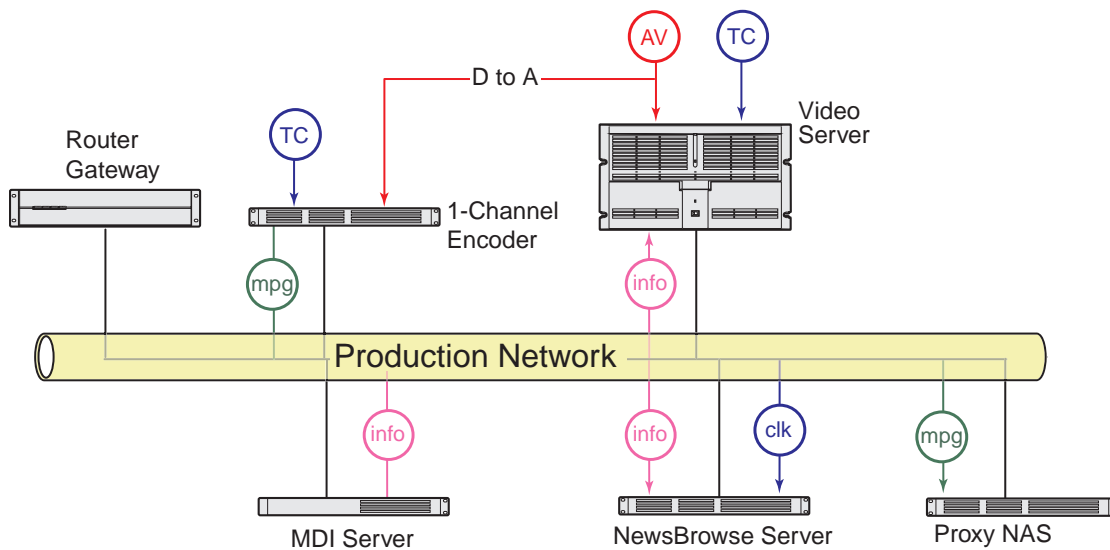 AV
TC
D to A
Video
Server
Router
Gateway
TC
1-Channel
Encoder
mpg
info
Production Network
info
info
clk
mpg
MDI Server
NewsBrowse Server
Proxy NAS